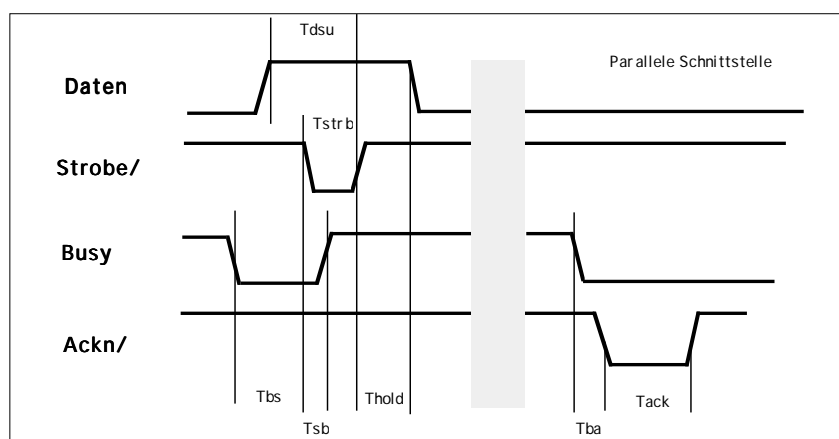 Tdsu
Parallele Schnittstelle
Daten
Tstrb
Strobe/
Busy
Ackn/
Tbs
Thold
Tack
Tsb
Tba